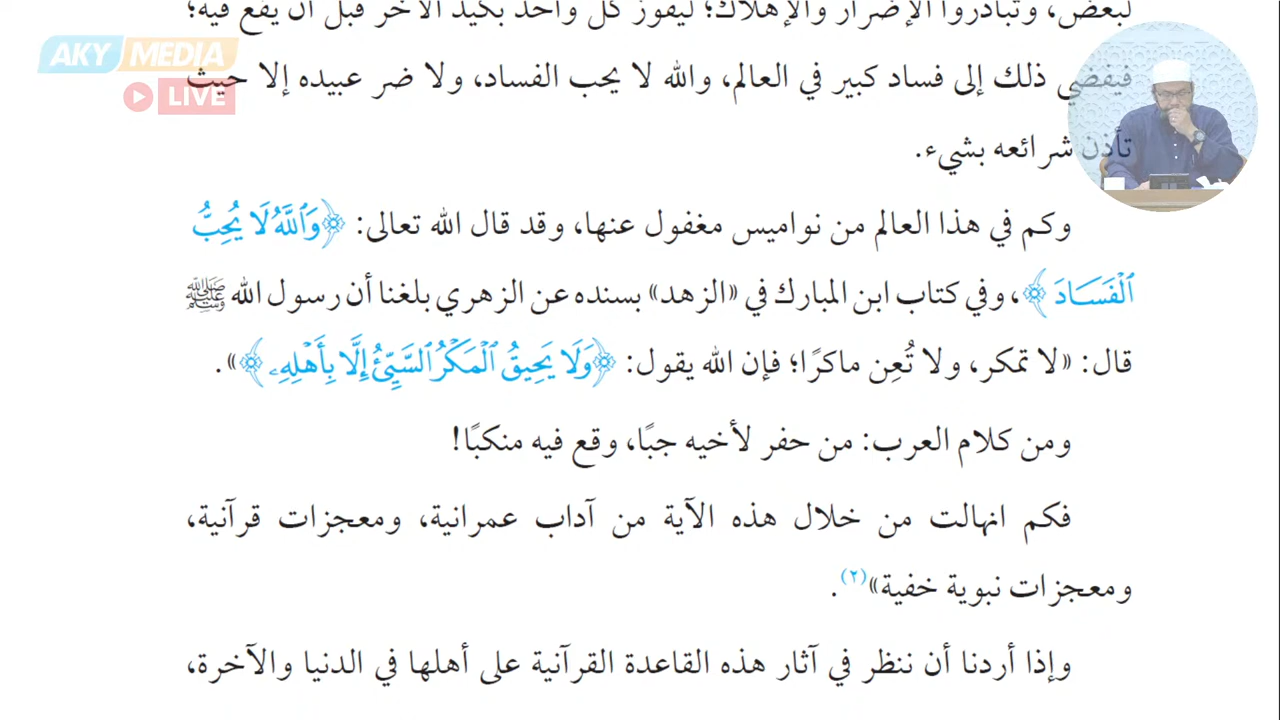 لبعض، وتبادروا الإضرار والإهلاك؛ ليفوز كل واحد بكيد الآخر قبل أن يقع فيه؛
AKY MEDIA
LIVE
فيفضي ذلك إلى فساد كبير في العالم، والله لا يحب الفساد، ولا ضر عبيده إلا حيث
تأذن شرائعه بشيء.
وكم في هذا العالم من نواميس مغفول عنها، وقد قال الله تعالى: ﴿وَٱللَّهُ لَا يُحِبُّ
ٱلْفَسَادَ﴾، وفي كتاب ابن المبارك في «الزهد» بسنده عن الزهري بلغنا أن رسول الله ﷺ
قال: «لا تمكر، ولا تُعِن ماكرًا؛ فإن الله يقول: ﴿وَلَا يَحِيقُ ٱلْمَكْرُ ٱلسَّيِّئُ إِلَّا بِأَهْلِهِۦ﴾».
ومن كلام العرب: من حفر لأخيه جبًا، وقع فيه منكبًا!
فكم انهالت من خلال هذه الآية من آداب عمرانية، ومعجزات قرآنية،
ومعجزات نبوية خفية»(٢).
وإذا أردنا أن ننظر في آثار هذه القاعدة القرآنية على أهلها في الدنيا والآخرة،